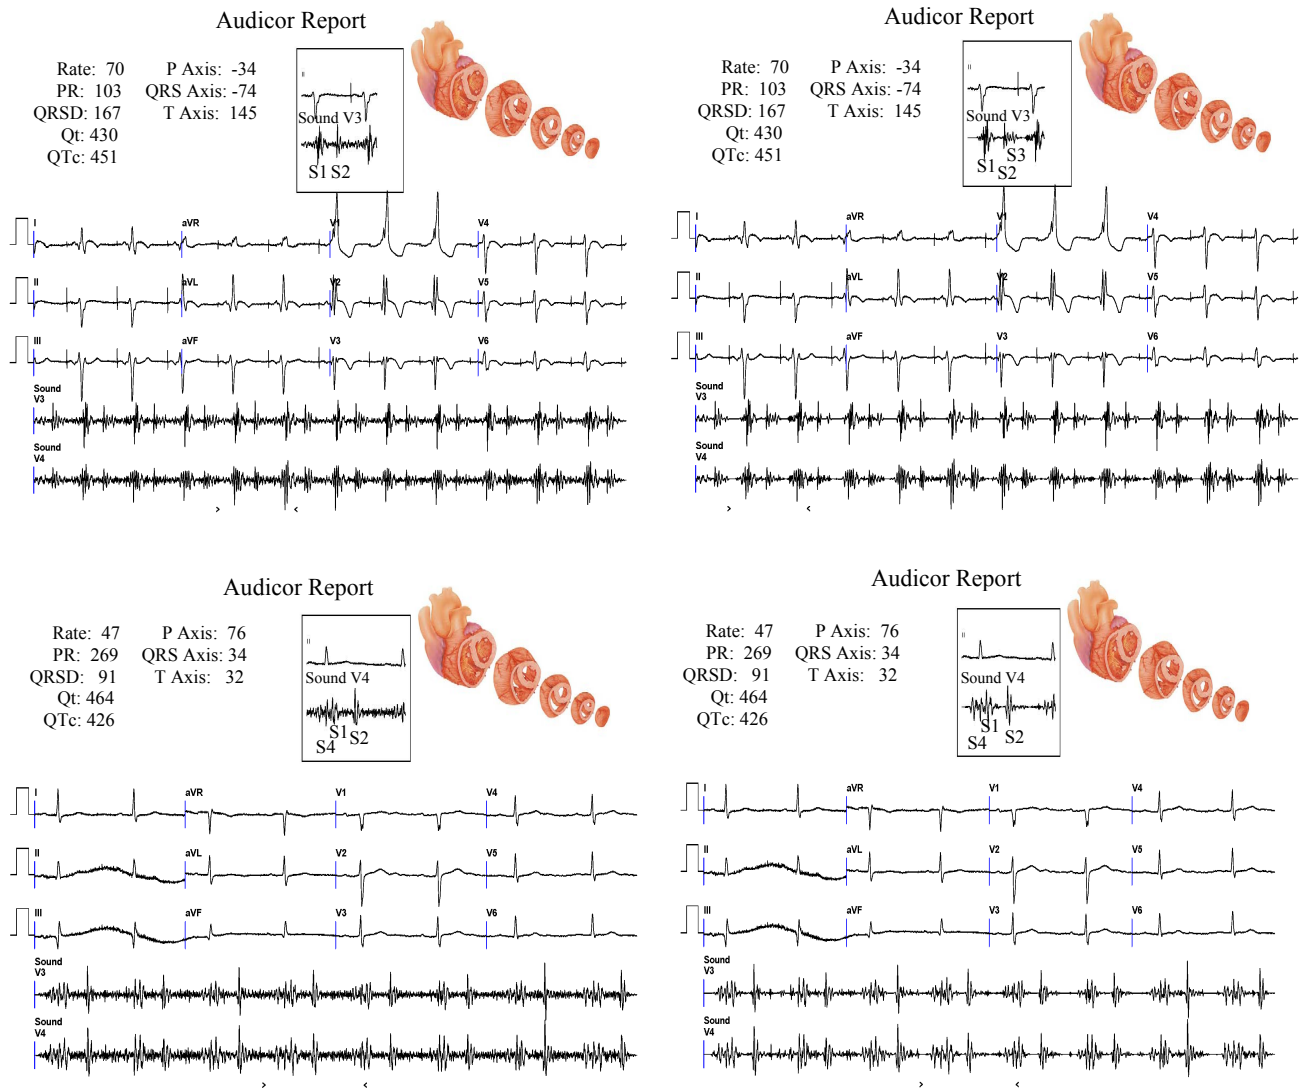 Audicor Report
Rate: 70 P Axis: -34
PR: 103 QRS Axis: -74
QRSD: 167 T Axis: 145
Qt: 430
QTc: 451
II
Sound V3
S1 S2
I aVR V1 V4
II aVL V2 V5
III aVF V3 V6
Sound
V3
Sound
V4
> <
Audicor Report
Rate: 70 P Axis: -34
PR: 103 QRS Axis: -74
QRSD: 167 T Axis: 145
Qt: 430
QTc: 451
II
Sound V3
S3
S1
S2
I aVR V1 V4
II aVL V2 V5
III aVF V3 V6
Sound
V3
Sound
V4
> <
Audicor Report
Rate: 47 P Axis: 76
PR: 269 QRS Axis: 34
QRSD: 91 T Axis: 32
Qt: 464
QTc: 426
II
Sound V4
S1
S2
S4
I aVR V1 V4
II aVL V2 V5
III aVF V3 V6
Sound
V3
Sound
V4
> <
Audicor Report
Rate: 47 P Axis: 76
PR: 269 QRS Axis: 34
QRSD: 91 T Axis: 32
Qt: 464
QTc: 426
II
Sound V4
S1
S4 S2
I aVR V1 V4
II aVL V2 V5
III aVF V3 V6
Sound
V3
Sound
V4
> <